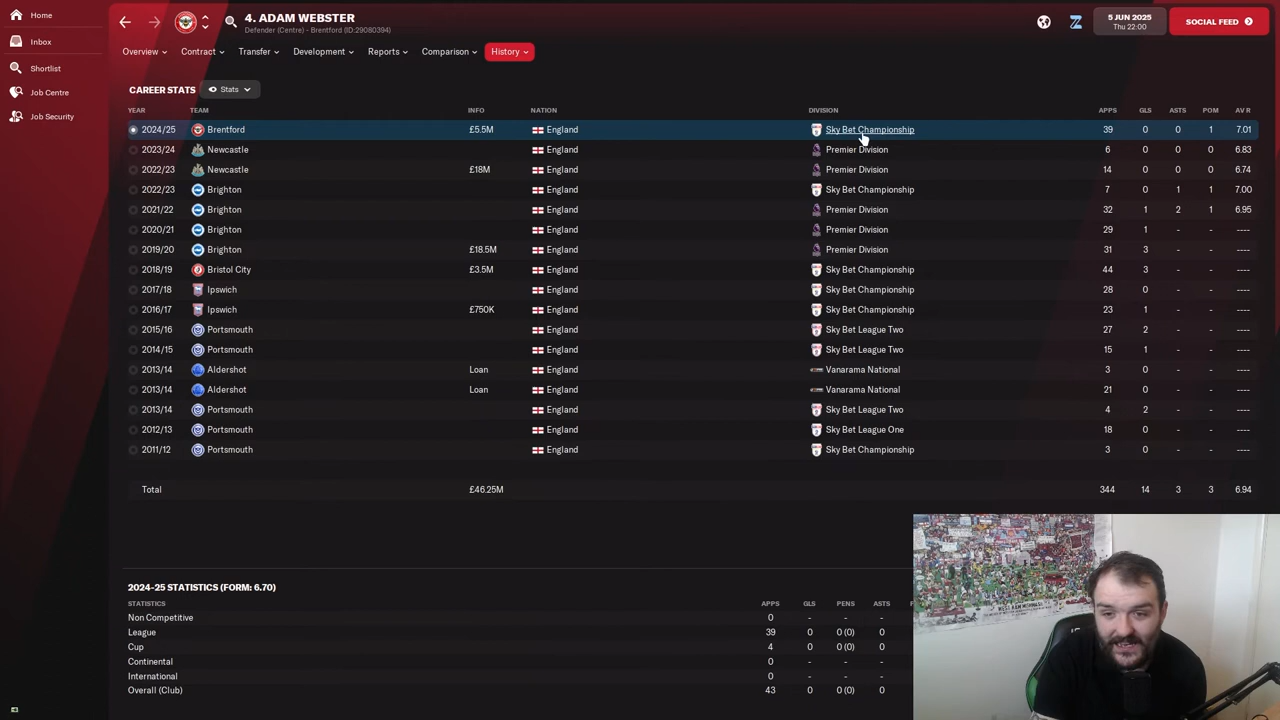 Home
Inbox
Shortlist
Job Centre
Job Security
4. ADAM WEBSTER
Defender (Centre) - Brentford (ID:29080394)
5 JUN 2025
Thu 22:00
SOCIAL FEED
Overview Contract Transfer Development Reports Comparison History
CAREER STATS Stats
YEAR TEAM INFO NATION DIVISION APPS GLS ASTS POM AV R
2024/25 Brentford £5.5M England Sky Bet Championship 39 0 0 1 7.01
2023/24 Newcastle England Premier Division 6 0 0 0 6.83
2022/23 Newcastle £18M England Premier Division 14 0 0 0 6.74
2022/23 Brighton England Sky Bet Championship 7 0 1 1 7.00
2021/22 Brighton England Premier Division 32 1 2 1 6.95
2020/21 Brighton England Premier Division 29 1 - - ----
2019/20 Brighton £18.5M England Premier Division 31 3 - - ----
2018/19 Bristol City £3.5M England Sky Bet Championship 44 3 - - ----
2017/18 Ipswich England Sky Bet Championship 28 0 - - ----
2016/17 Ipswich £750K England Sky Bet Championship 23 1 - - ----
2015/16 Portsmouth England Sky Bet League Two 27 2 - - ----
2014/15 Portsmouth England Sky Bet League Two 15 1 - - ----
2013/14 Aldershot Loan England Vanarama National 3 0 - - ----
2013/14 Aldershot Loan England Vanarama National 21 0 - - ----
2013/14 Portsmouth England Sky Bet League Two 4 2 - - ----
2012/13 Portsmouth England Sky Bet League One 18 0 - - ----
2011/12 Portsmouth England Sky Bet Championship 3 0 - - ----
Total £46.25M 344 14 3 3 6.94
2024-25 STATISTICS (FORM: 6.70)
STATISTICS APPS GLS PENS ASTS
Non Competitive 0 - - -
League 39 0 0 (0) 0
Cup 4 0 0 (0) 0
Continental 0 - - -
International 0 - - -
Overall (Club) 43 0 0 (0) 0